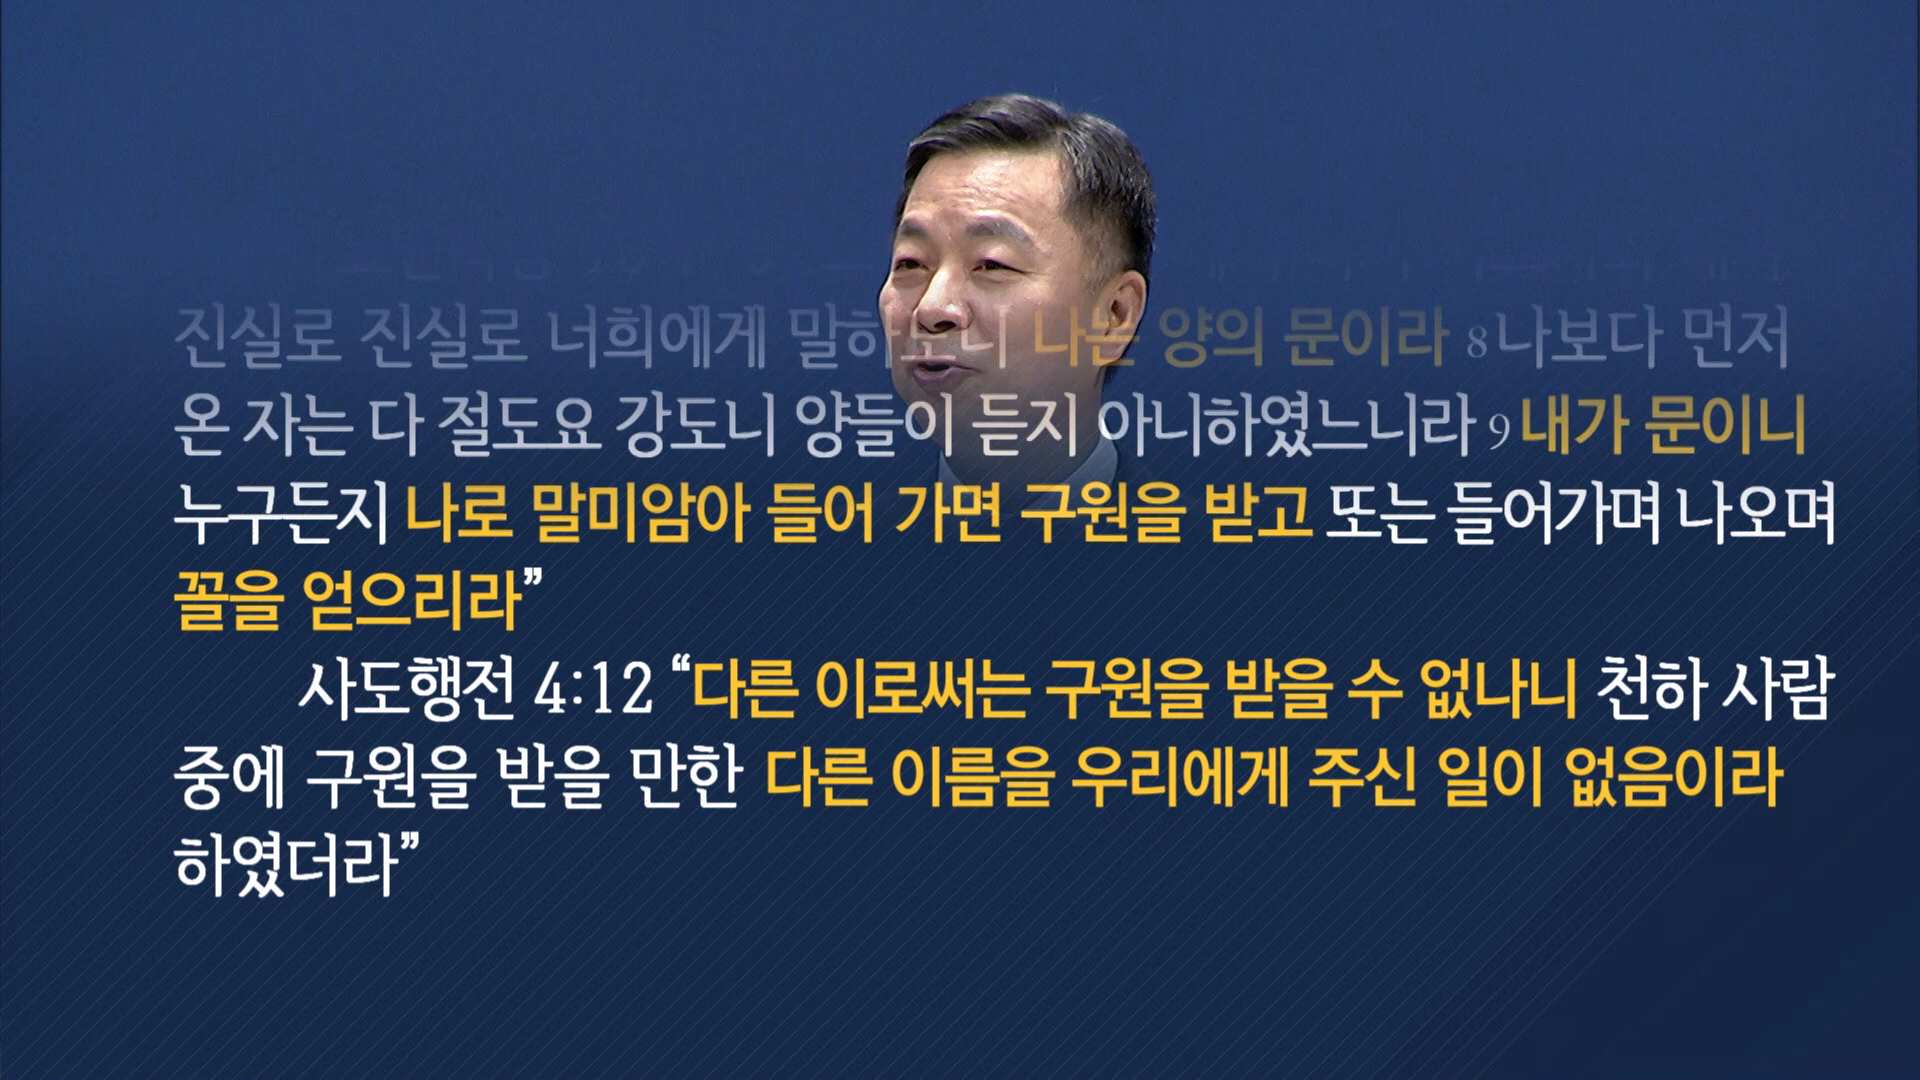 진실로 진실로 너희에게 말하노니 나는 양의 문이라 8 나보다 먼저
온 자는 다 절도요 강도니 양들이 듣지 아니하였느니라 9 내가 문이니
누구든지 나로 말미암아 들어 가면 구원을 받고 또는 들어가며 나오며
꼴을 얻으리라”
사도행전 4:12 “다른 이로써는 구원을 받을 수 없나니 천하 사람
중에 구원을 받을 만한 다른 이름을 우리에게 주신 일이 없음이라
하였더라”